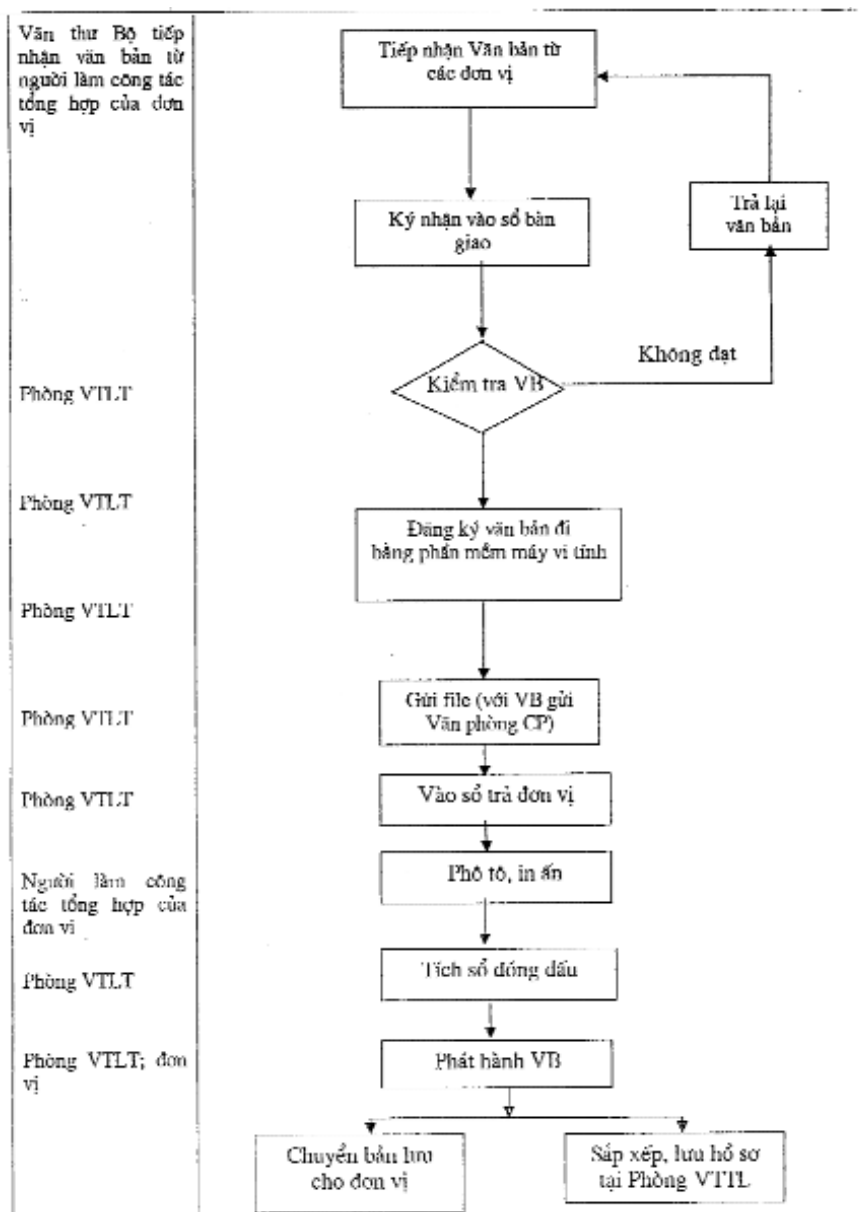 Văn thư Bộ tiếp
nhận văn bản từ
người làm công tác
tổng hợp của đơn
vị
Tiếp nhận Văn bản từ
các đơn vị
Trả lại
văn bản
Ký nhận vào sổ bàn
giao
Không đạt
Kiểm tra VB
Phòng VTLT
Phòng VTLT
Đăng ký văn bản đi
bằng phần mềm máy vi tính
Phòng VTLT
Gửi file (với VB gửi
Văn phòng CP)
Phòng VTLT
Vào sổ trả đơn vị
Phòng VTLT
Phô tô, in ấn
Người làm công
tác tổng hợp của
đơn vi
Tích số đóng dấu
Phòng VTLT
Phát hành VB
Phòng VTLT; đơn
vị
Chuyển bản lưu
cho đơn vị
Sắp xếp, lưu hồ sơ
tại Phòng VTTL